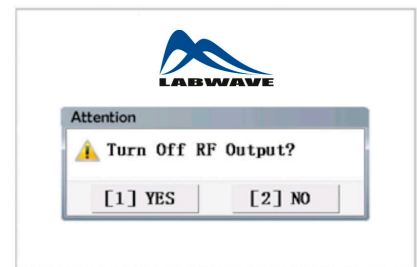 LABWAVE
Attention
Turn Off RF Output?
[1] YES [2] NO